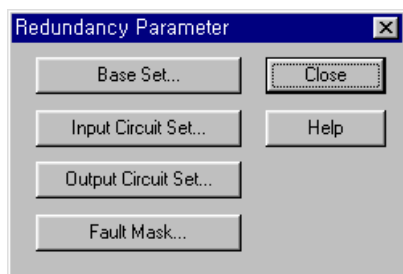 Redundancy Parameter
Base Set...
Close
Input Circuit Set...
Help
Output Circuit Set...
Fault Mask...